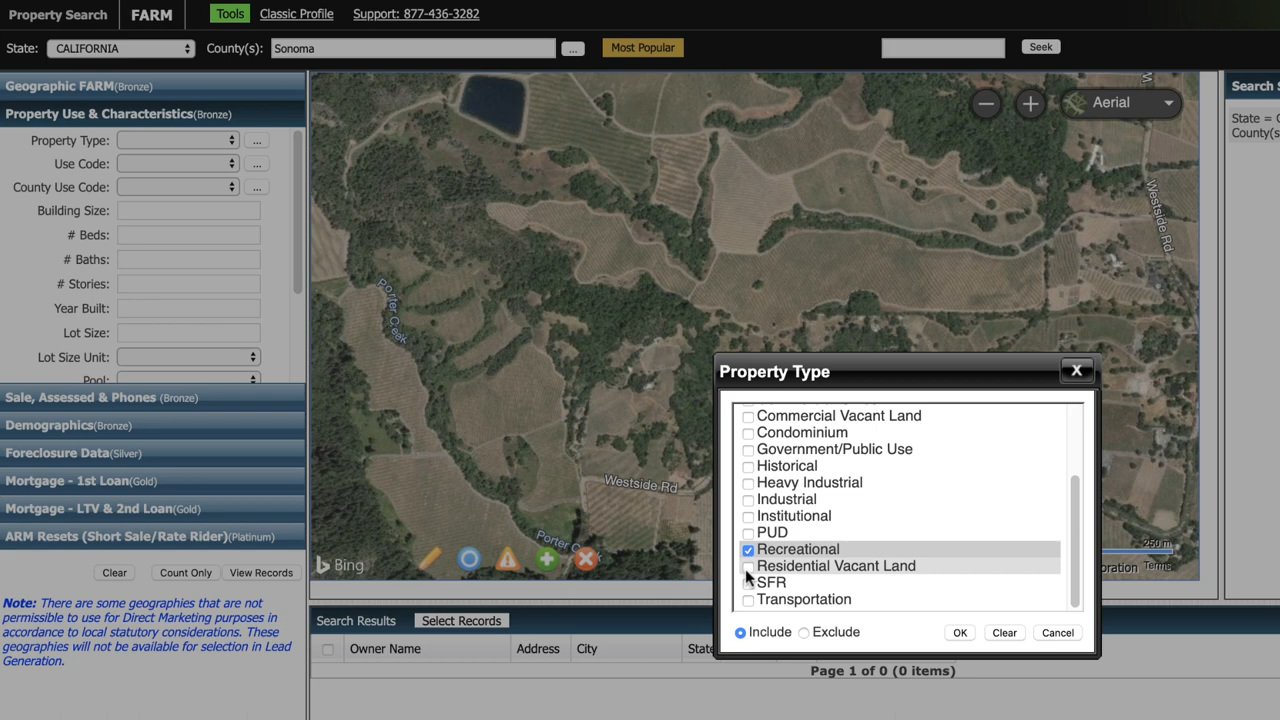 Property Search
FARM
Tools
Classic Profile
Support: 877-436-3282
State:
CALIFORNIA
County(s):
Sonoma
...
Most Popular
Seek
Geographic FARM(Bronze)
Property Use & Characteristics(Bronze)
Property Type:
...
Use Code:
...
County Use Code:
...
Building Size:
# Beds:
# Baths:
# Stories:
Year Built:
Lot Size:
Lot Size Unit:
Pool:
Sale, Assessed & Phones (Bronze)
Demographics(Bronze)
Foreclosure Data(Silver)
Mortgage - 1st Loan(Gold)
Mortgage - LTV & 2nd Loan(Gold)
ARM Resets (Short Sale/Rate Rider)(Platinum)
Clear
Count Only
View Records
Note: There are some geographies that are not
permissible to use for Direct Marketing purposes in
accordance to local statutory considerations. These
geographies will not be available for selection in Lead
Generation.
Aerial
Porter
Creek
Westside Rd
Westside Rd
Porter Cree
Bing
250 m
oration Terms
Search S
State = C
County(s
Property Type
X
Commercial Vacant Land
Condominium
Government/Public Use
Historical
Heavy Industrial
Industrial
Institutional
PUD
Recreational
Residential Vacant Land
SFR
Transportation
Include
Exclude
OK
Clear
Cancel
Search Results
Select Records
Owner Name
Address
City
State
Page 1 of 0 (0 items)